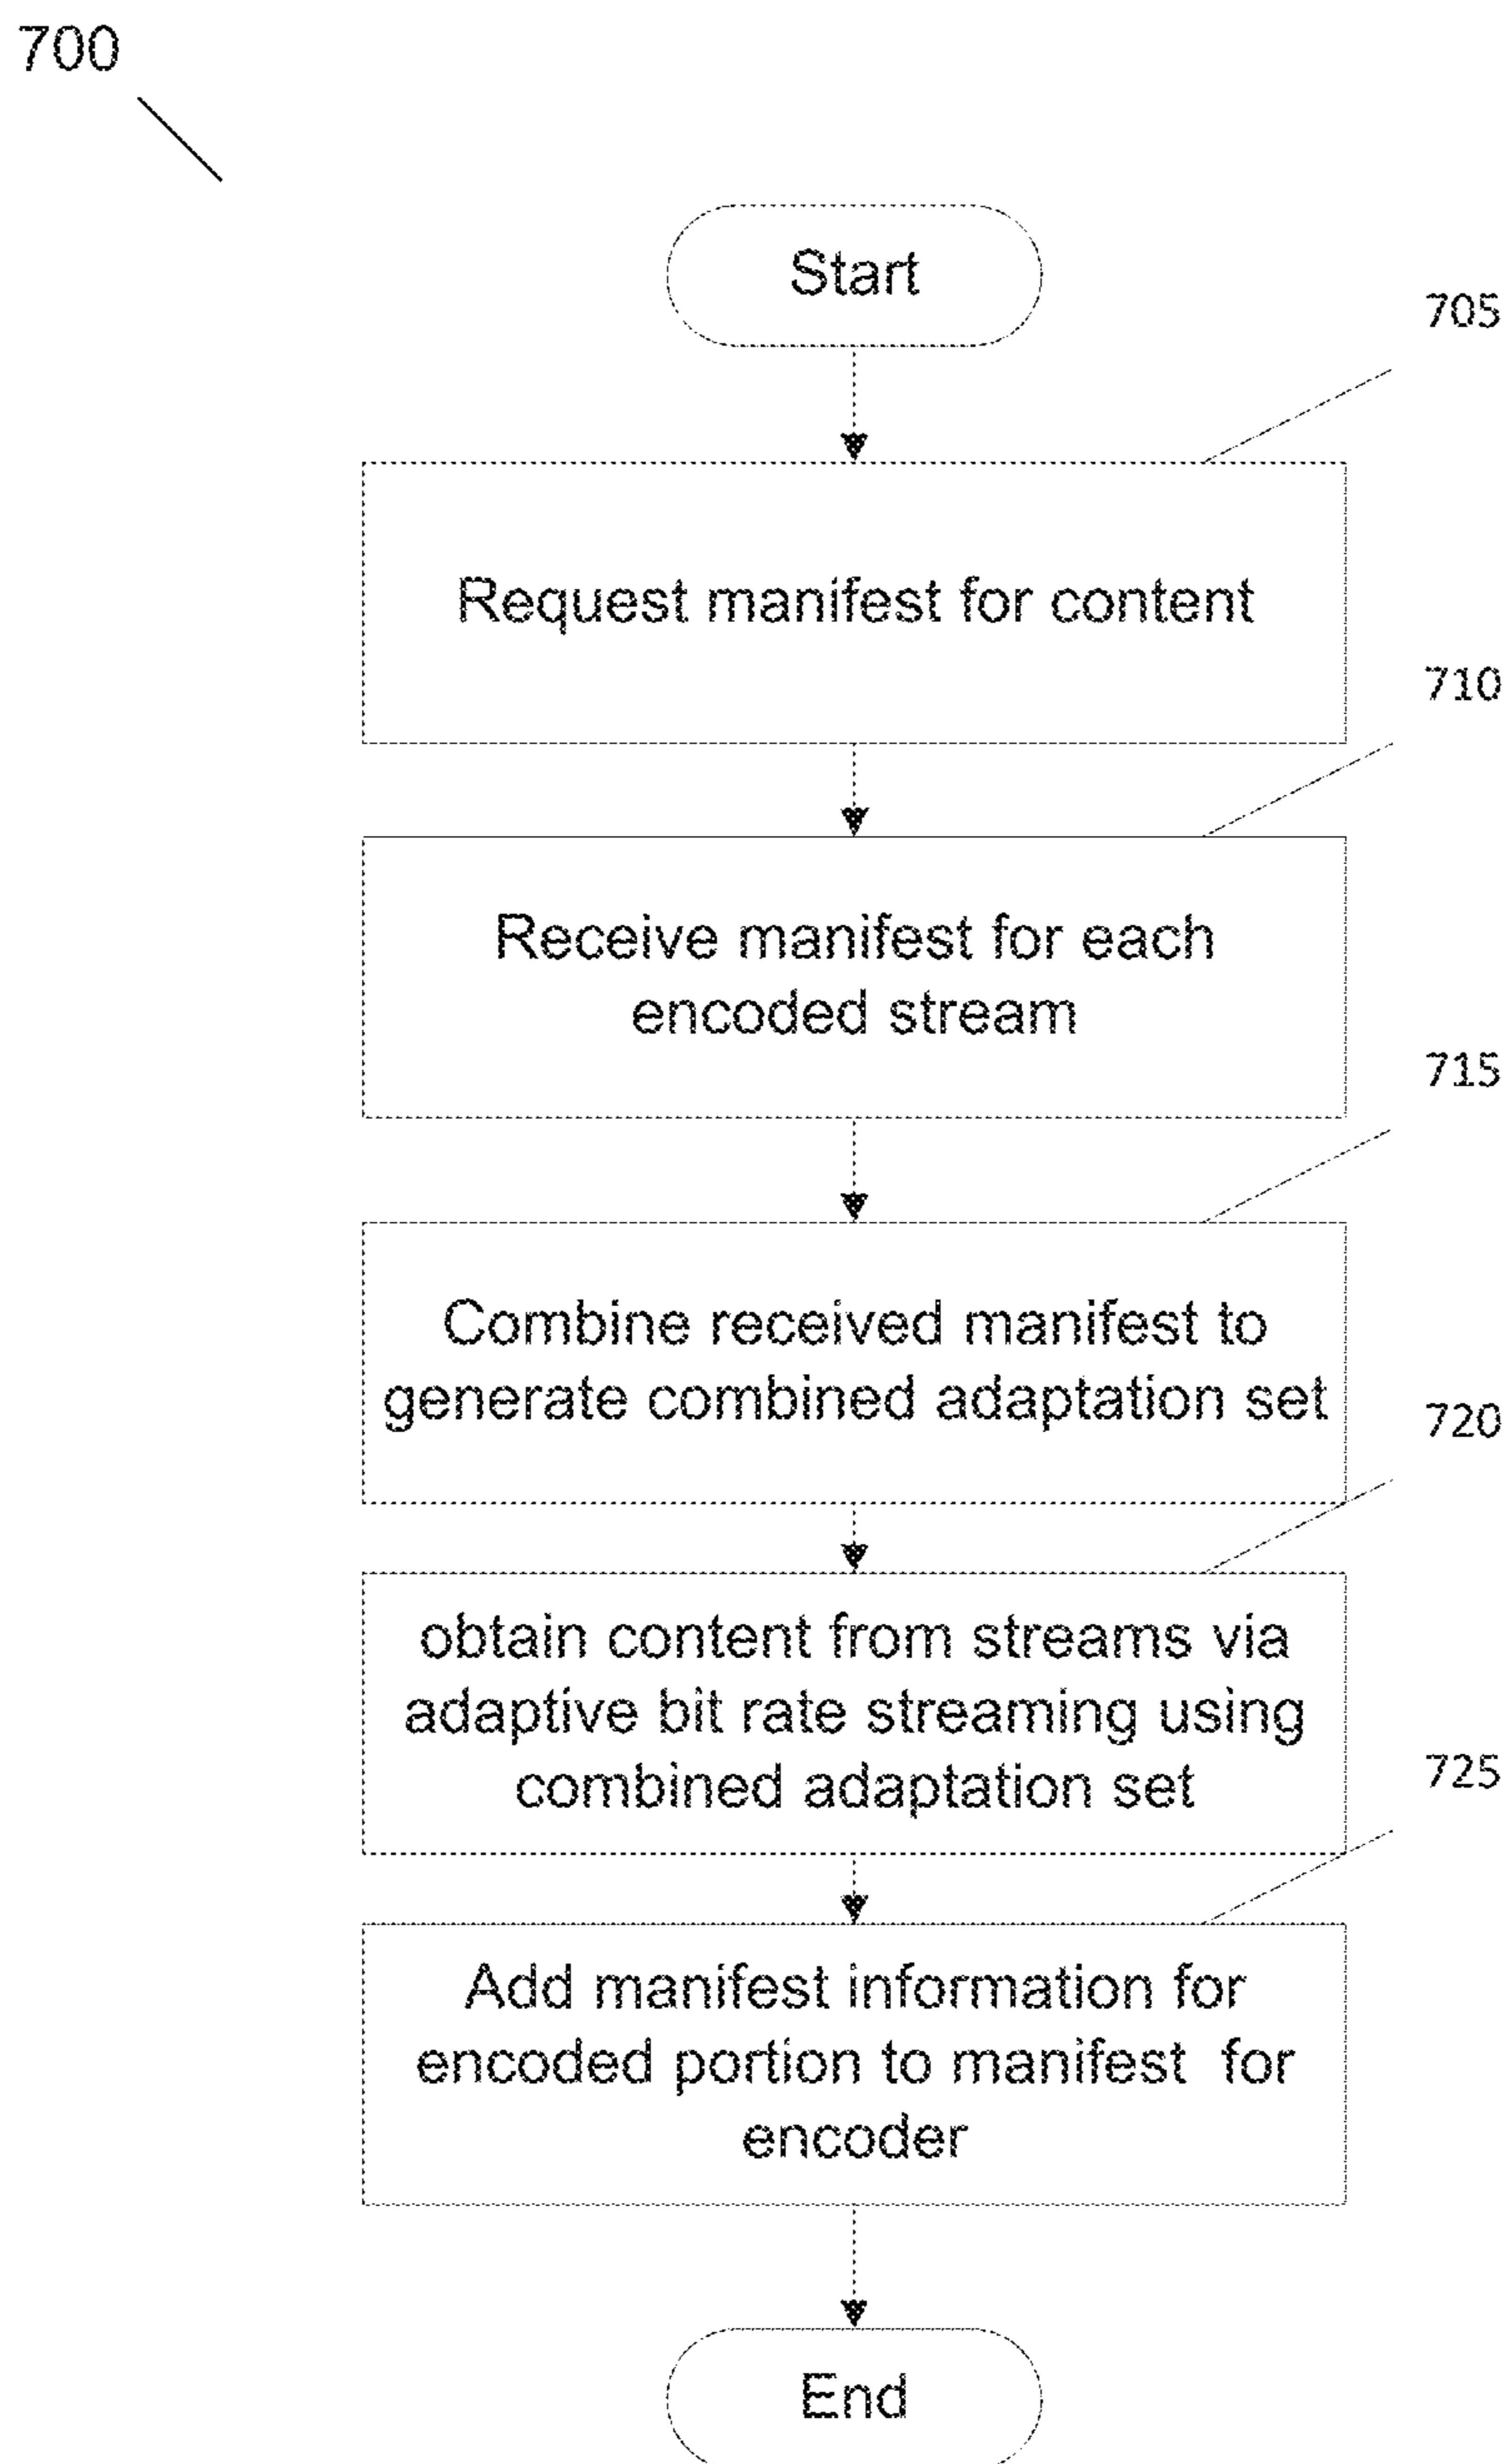 700
Start
705
Request manifest for content
710
Receive manifest for each
encoded stream
715
Combine received manifest to
generate combined adaptation set
720
obtain content from streams via
adaptive bit rate streaming using
combined adaptation set
725
Add manifest information for
encoded portion to manifest for
encoder
End